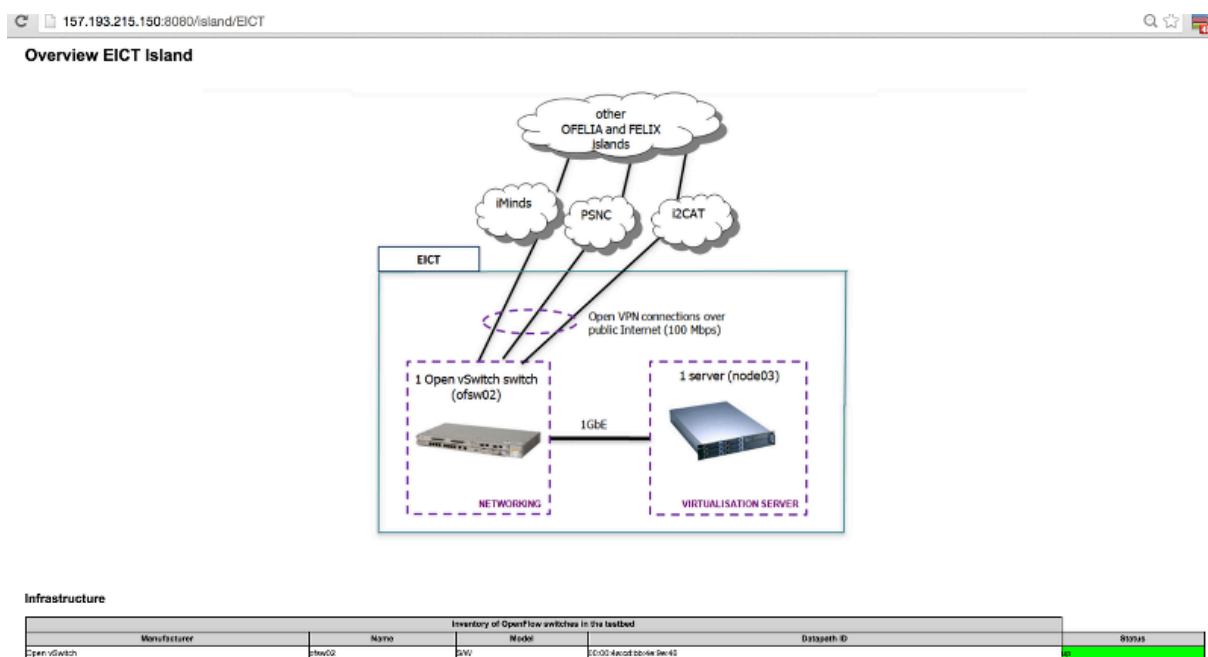 157.193.215.150:8080/island/EICT
Overview EICT Island
other
OFELIA and FELIX
islands
iMinds
PSNC
i2CAT
EICT
Open VPN connections over
public Internet (100 Mbps)
1 Open vSwitch switch
(ofsw02)
1 server (node03)
1GbE
NETWORKING
VIRTUALISATION SERVER
Infrastructure
Inventory of OpenFlow switches in the testbed
Manufacturer Name Model Datapath ID Status
Open vSwitch ofsw02 S/W up